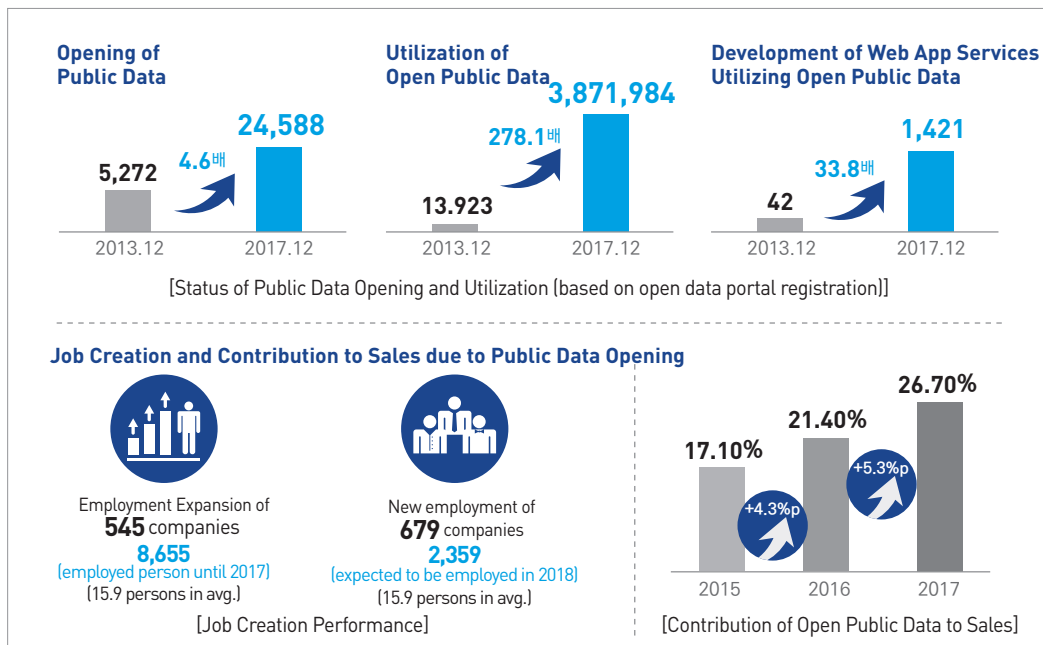 Opening of
Public Data
24,588
4.6배
5,272
2013.12
2017.12
Utilization of
Open Public Data
3,871,984
278.1배
13.923
2013.12
2017.12
Development of Web App Services
Utilizing Open Public Data
1,421
33.8배
42
2013.12
2017.12
[Status of Public Data Opening and Utilization (based on open data portal registration)]
Job Creation and Contribution to Sales due to Public Data Opening
Employment Expansion of
545 companies
8,655
(employed person until 2017)
(15.9 persons in avg.)
New employment of
679 companies
2,359
(expected to be employed in 2018)
(15.9 persons in avg.)
[Job Creation Performance]
17.10%
21.40%
26.70%
+4.3%p
+5.3%p
2015
2016
2017
[Contribution of Open Public Data to Sales]